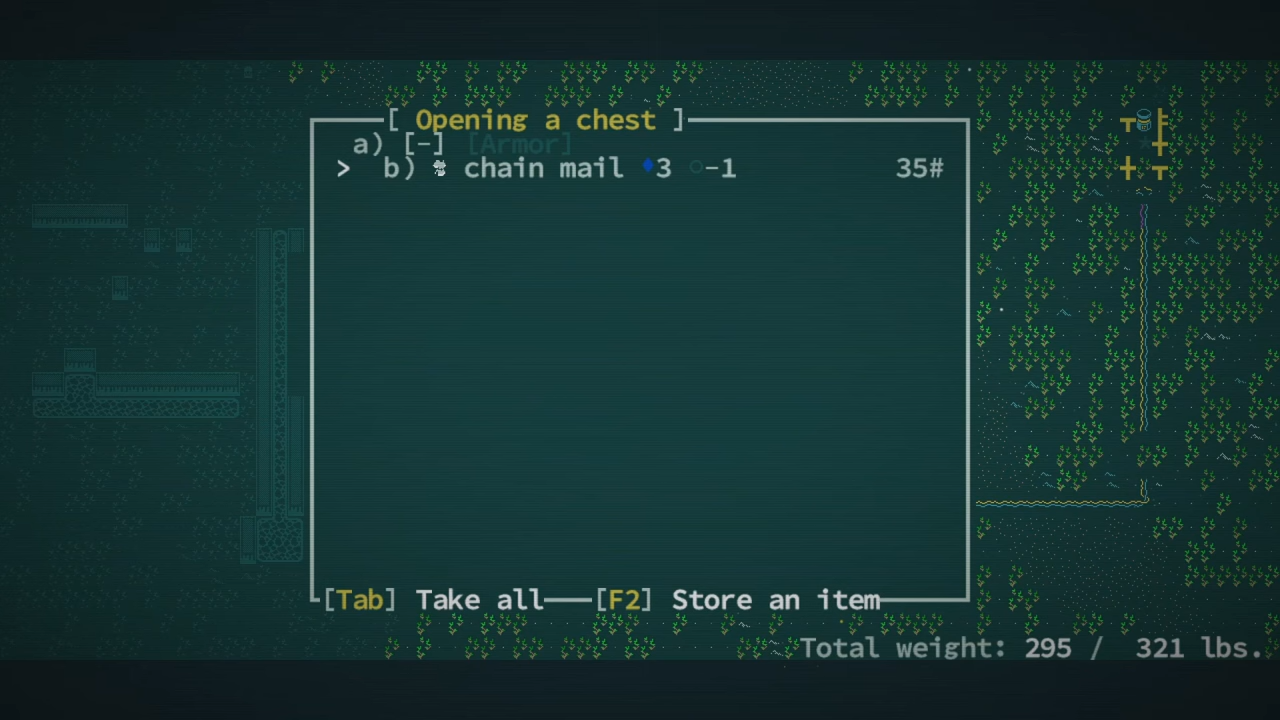 [ Opening a chest ]
a) [-] [Armor]
> b) chain mail ♦3 ○-1 35#
[Tab] Take all [F2] Store an item
Total weight: 295 / 321 lbs.